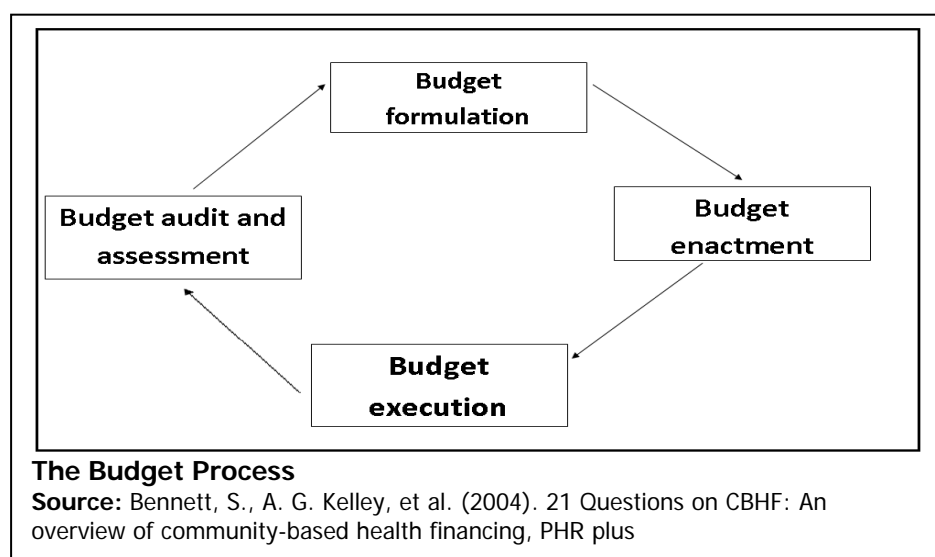 Budget
formulation
Budget audit and
assessment
Budget
enactment
Budget
execution
The Budget Process
Source: Bennett, S., A. G. Kelley, et al. (2004). 21 Questions on CBHF: An
overview of community-based health financing, PHR plus